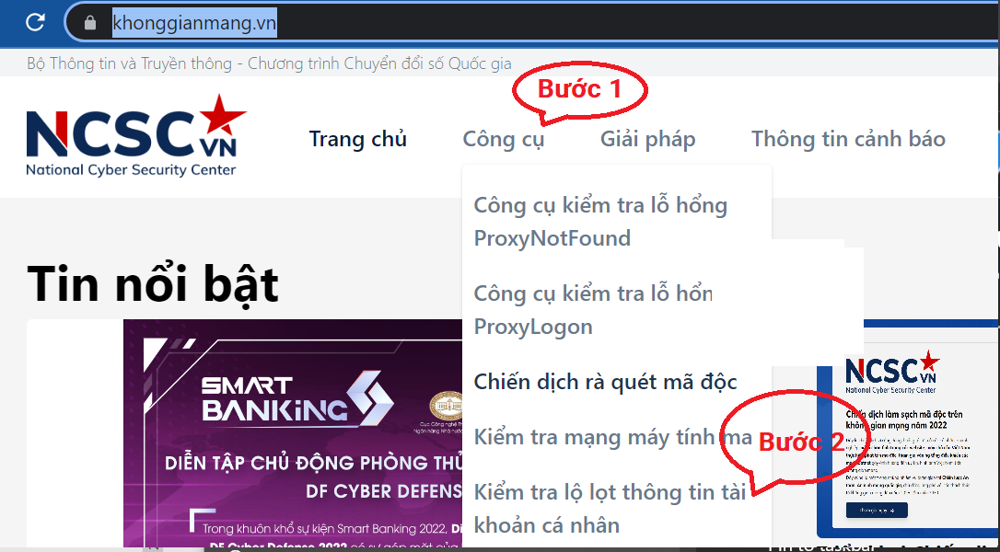 khonggianmang.vn
Bộ Thông tin và Truyền thông - Chương trình Chuyển đổi số Quốc gia
Bước 1
NCSC VN
National Cyber Security Center
Trang chủ
Công cụ
Giải pháp
Thông tin cảnh báo
Công cụ kiểm tra lỗ hổng
ProxyNotFound
Công cụ kiểm tra lỗ hổn
ProxyLogon
Chiến dịch rà quét mã độc
Kiểm tra mạng máy tính ma
Bước 2
Kiểm tra lộ lọt thông tin tài
khoản cá nhân
Tin nổi bật
SMART
BANKING
DIỄN TẬP CHỦ ĐỘNG PHÒNG THỦ
DF CYBER DEFENS
Trong khuôn khổ sự kiện Smart Banking 2022, Di
NCSC VN
National Cyber Security Center
Chiến dịch làm sạch mã độc trên
không gian mạng năm 2022